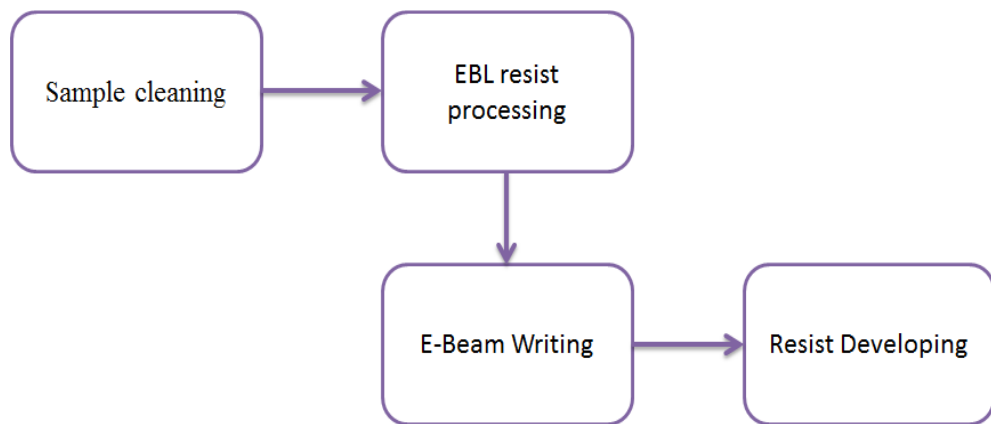 Sample cleaning
EBL resist
processing
E-Beam Writing
Resist Developing